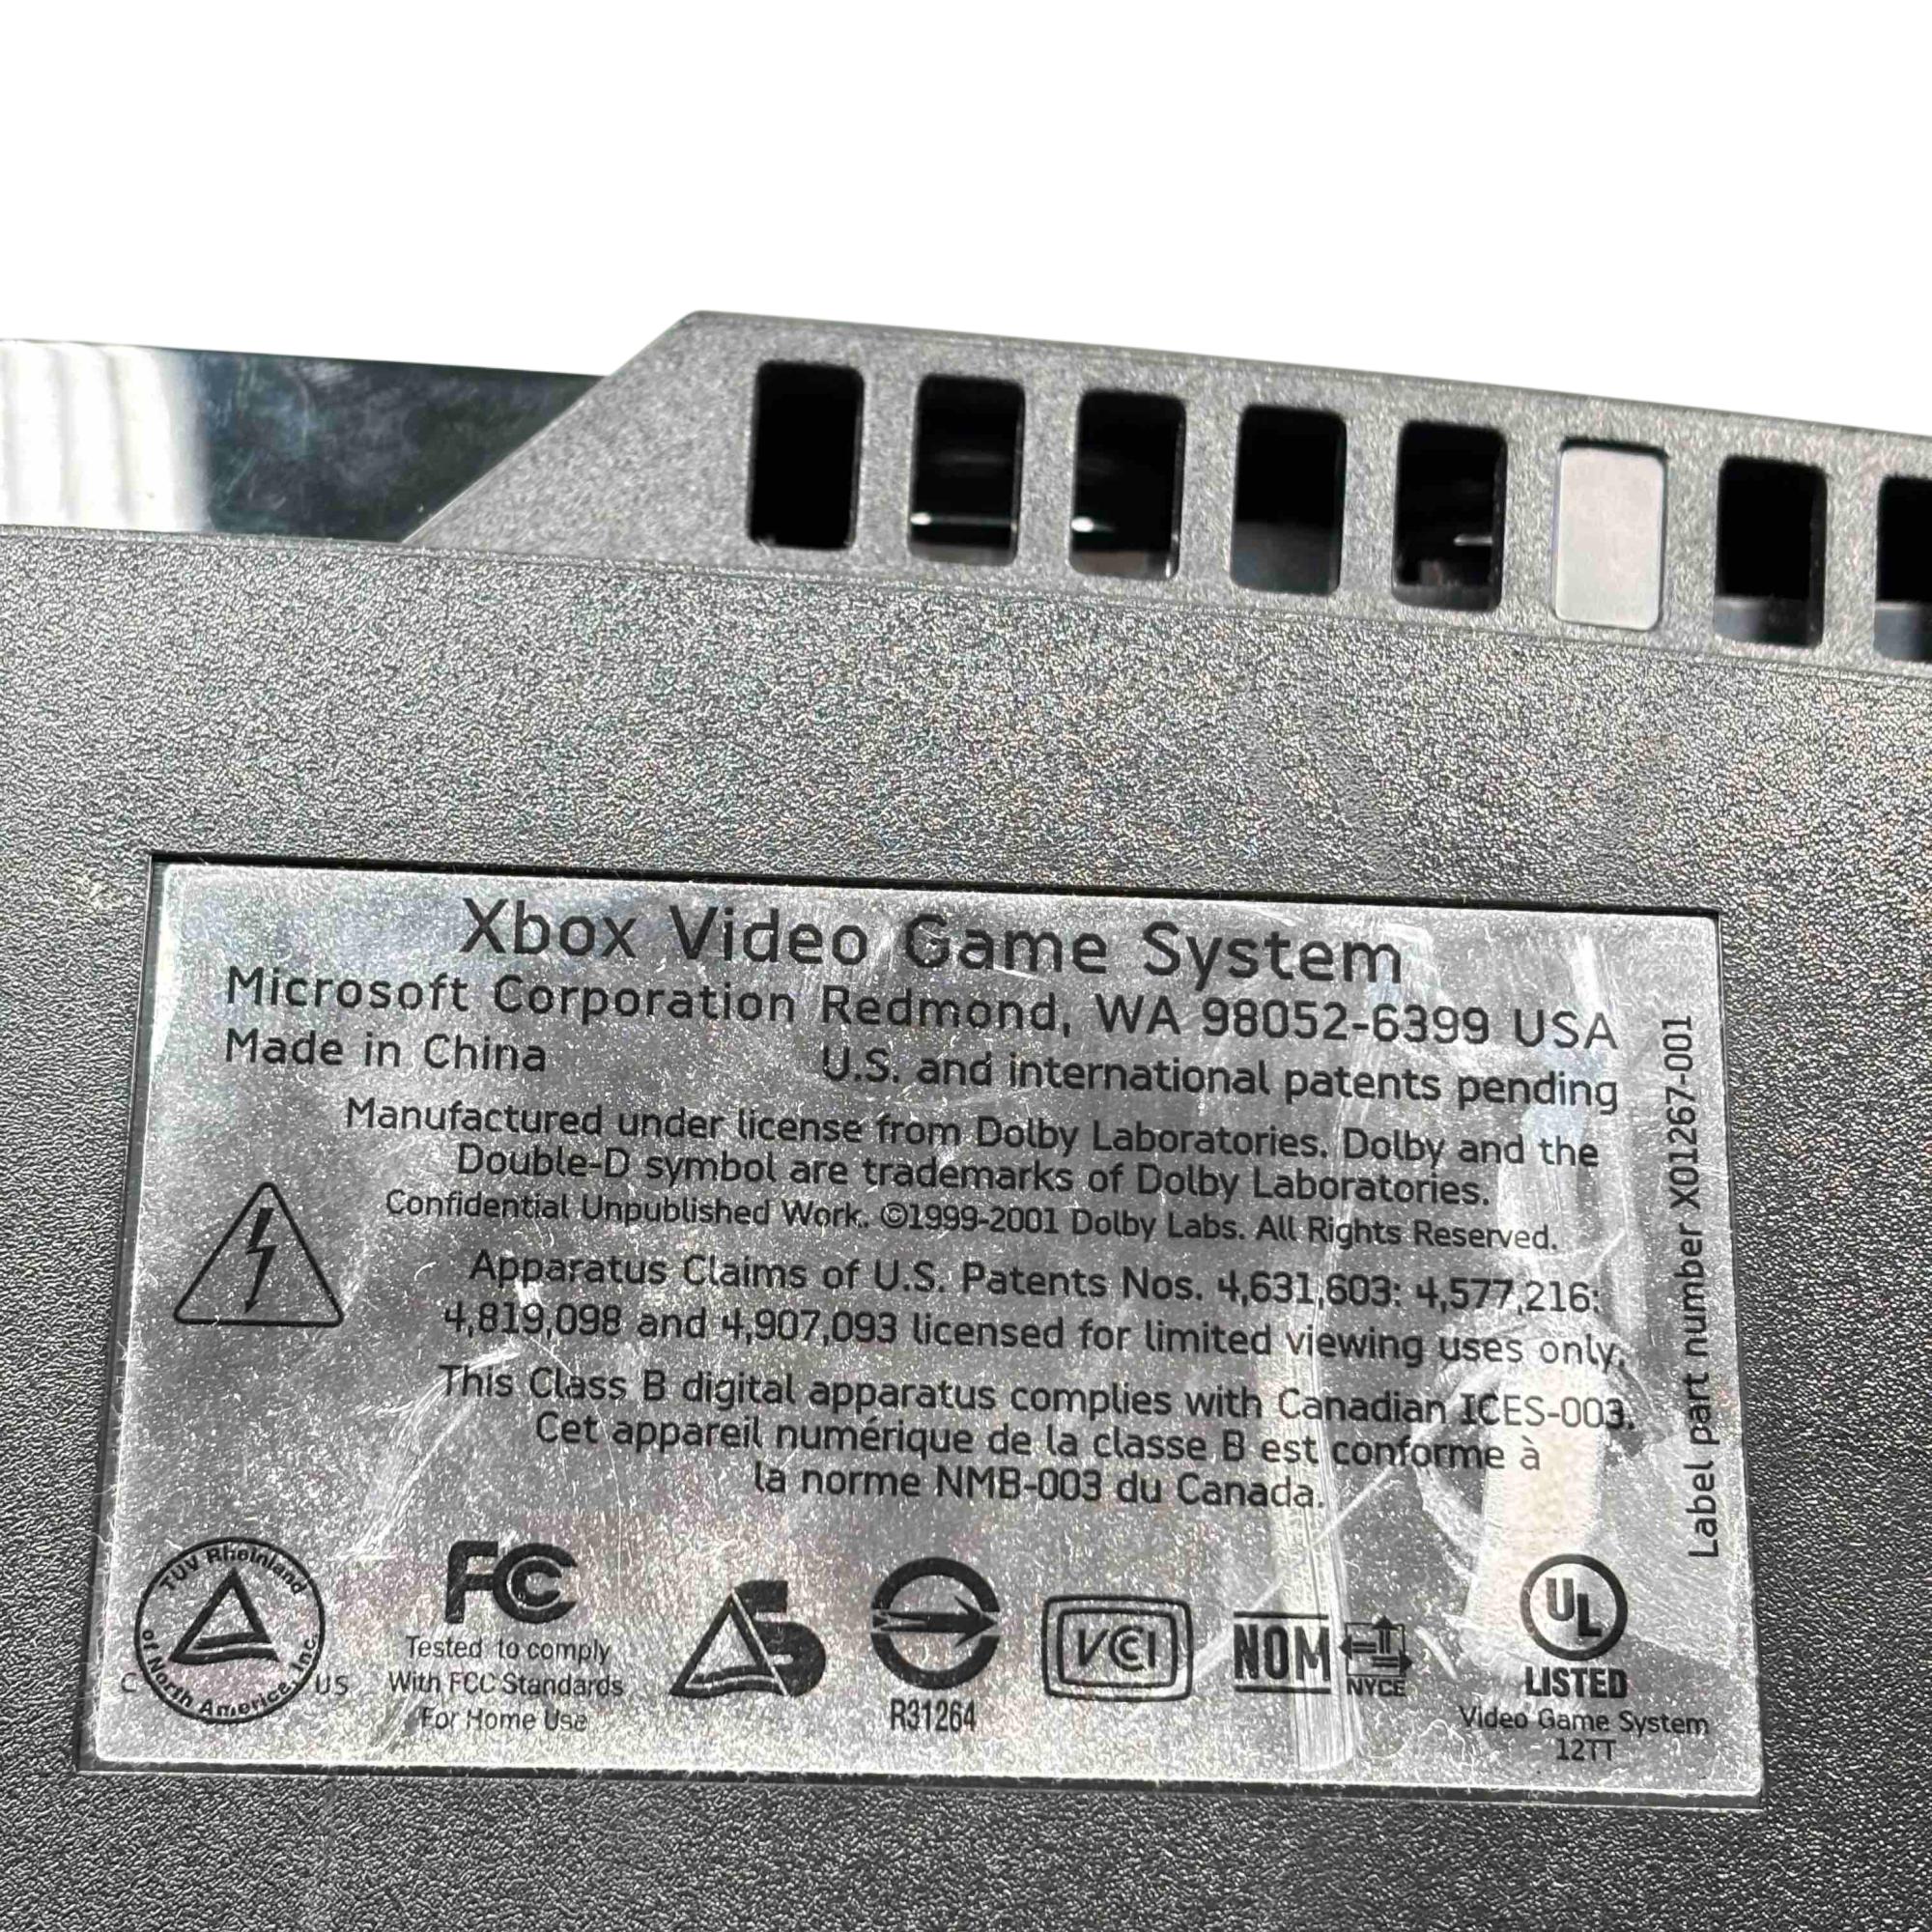 Xbox Video Game System
Microsoft Corporation Redmond, WA 98052-6399 USA
Made in China
U.S. and international patents pending
Manufactured under license from Dolby Laboratories. Dolby and the
Double-D symbol are trademarks of Dolby Laboratories.
Confidential Unpublished Work. ©1999-2001 Dolby Labs. All Rights Reserved.
Apparatus Claims of U.S. Patents Nos. 4,631,603: 4,577,216:
4,819,098 and 4,907,093 licensed for limited viewing uses only.
This Class B digital apparatus complies with Canadian ICES-003.
Cet appareil numérique de la classe B est conforme à
la norme NMB-003 du Canada.
Label part number X01267-001
TUV Rheinland
of North America, Inc.
C US
FC
Tested to comply
With FCC Standards
For Home Use
S
R31264
VCI
NOM
NYCE
UL
LISTED
Video Game System
12TT